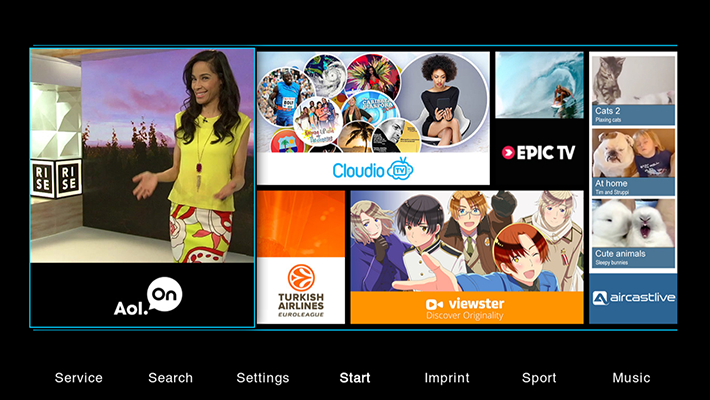 RI
SE
RI
SE
Aol.
On
BOLT
Cloudio TV
EPIC TV
Cats 2
Playing cats
At home
Tim and Struppi
Cute animals
Sleepy bunnies
aircastlive
TURKISH
AIRLINES
EUROLEAGUE
viewster
Discover Originality
Service
Search
Settings
Start
Imprint
Sport
Music